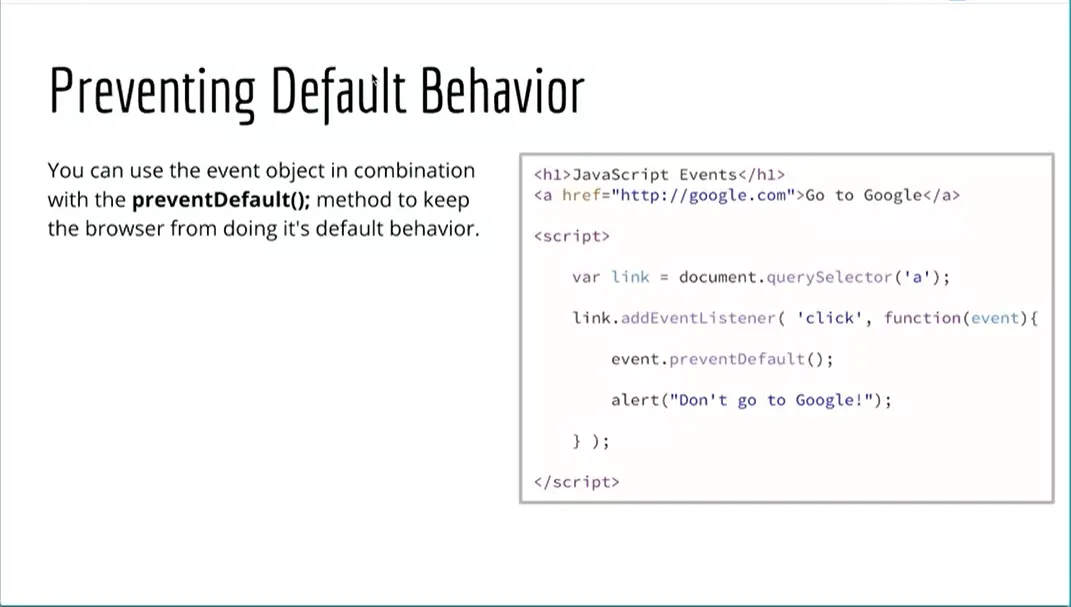 Preventing Default Behavior
You can use the event object in combination
with the preventDefault(); method to keep
the browser from doing it's default behavior.
<h1>JavaScript Events</h1>
<a href="http://google.com">Go to Google</a>
<script>
var link = document.querySelector('a');
link.addEventListener( 'click', function(event){
event.preventDefault();
alert("Don't go to Google!");
} );
</script>